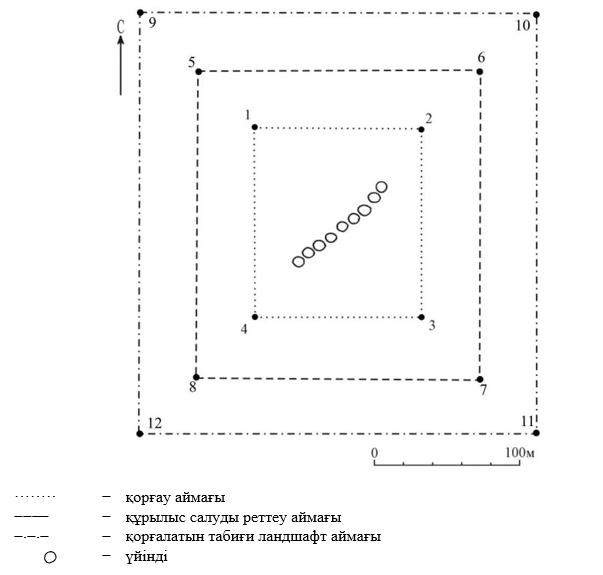 С
9
10
5
6
1
2
4
3
8
7
12
11
0
100м
........ – қорғау аймағы
–––– – құрылыс салуды реттеу аймағы
–·–·– – қорғалатын табиғи ландшафт аймағы
– үйінді